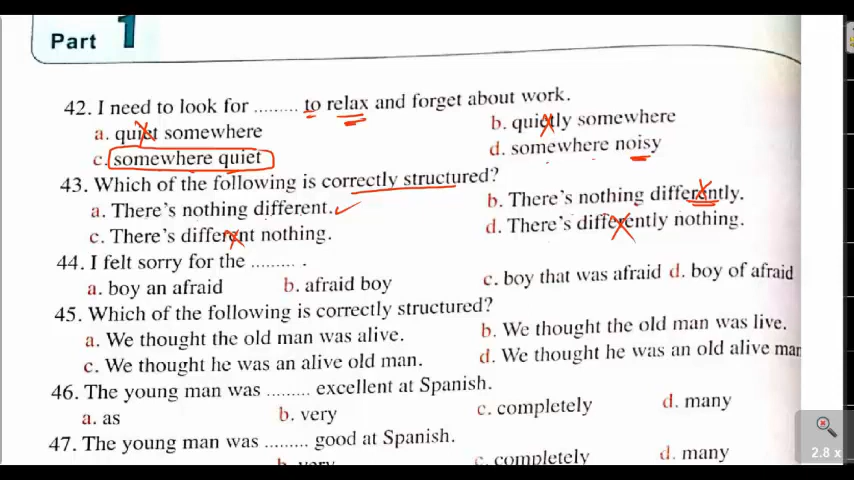 Part 1
42. I need to look for ......... to relax and forget about work.
a. quiet somewhere b. quietly somewhere
c. somewhere quiet d. somewhere noisy
43. Which of the following is correctly structured?
a. There's nothing different. b. There's nothing differently.
c. There's different nothing. d. There's differently nothing.
44. I felt sorry for the ......... .
a. boy an afraid b. afraid boy c. boy that was afraid d. boy of afraid
45. Which of the following is correctly structured?
a. We thought the old man was alive. b. We thought the old man was live.
c. We thought he was an alive old man. d. We thought he was an old alive man
46. The young man was ......... excellent at Spanish.
a. as b. very c. completely d. many
47. The young man was ......... good at Spanish.
b. very c. completely d. many
2.8 x